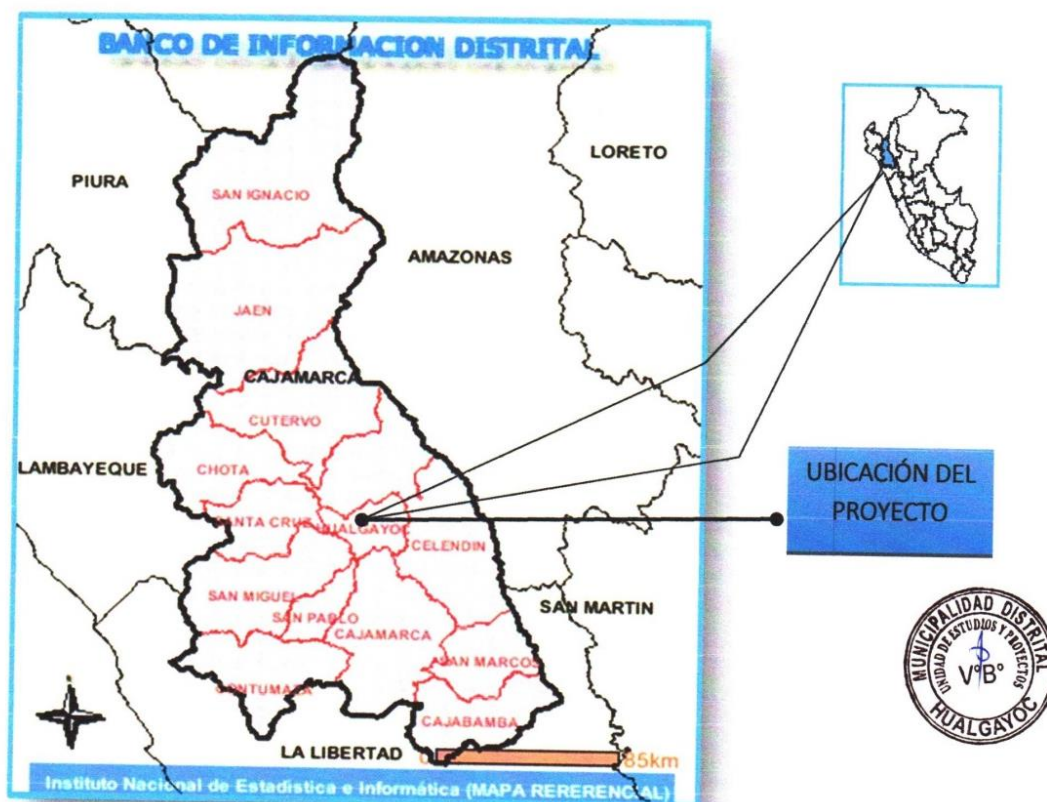 BANCO DE INFORMACION DISTRITAL
LORETO
PIURA
SAN IGNACIO
AMAZONAS
JAEN
CAJAMARCA
CUTERVO
LAMBAYEQUE
CHOTA
UBICACIÓN DEL
PROYECTO
SANTA CRUZ
HUALGAYOC
CELENDIN
SAN MIGUEL
SAN PABLO
SAN MARTIN
CAJAMARCA
SAN MARCOS
CONTUMAZA
CAJABAMBA
LA LIBERTAD
0 85km
Instituto Nacional de Estadística e Informática (MAPA RERERENCIAL)
MUNICIPALIDAD DISTRITAL
UNIDAD DE ESTUDIOS Y PROYECTOS
V°B°
HUALGAYOC